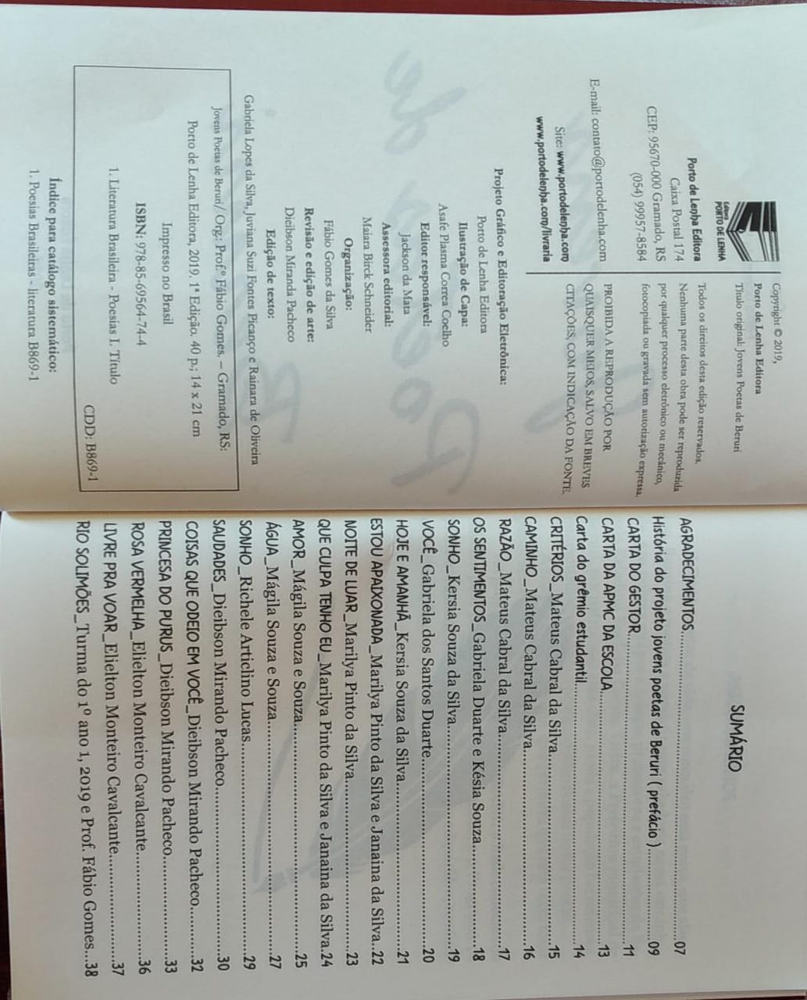 Editora
PORTO DE LENHA
Porto de Lenha Editora
Caixa Postal 174
CEP: 95670-000 Gramado, RS
(054) 99957-8584
E-mail: contato@portodelenha.com
Site: www.portodelenha.com
www.portodelenha.com/livraria
Copyright © 2019,
Porto de Lenha Editora
Título original: Jovens Poetas de Beruri
Todos os direitos desta edição reservados.
Nenhuma parte desta obra pode ser reproduzida
por qualquer processo eletrônico ou mecânico,
fotocopiada ou gravada sem autorização expressa.
PROIBIDA A REPRODUÇÃO POR
QUAISQUER MEIOS, SALVO EM BREVES
CITAÇÕES, COM INDICAÇÃO DA FONTE.
Projeto Gráfico e Editoração Eletrônica:
Porto de Lenha Editora
Ilustração de Capa:
Asafe Plasma Correa Coelho
Editor responsável:
Jackson da Mata
Assessora editorial:
Maiara Birck Schneider
Organização:
Fábio Gomes da Silva
Revisão e edição de arte:
Dieibson Miranda Pacheco
Edição de texto:
Gabriela Lopes da Silva, Juviana Suzi Fontes Picanço e Rainara de Oliveira
Jovens Poetas de Beruri/ Org: Prof.º Fábio Gomes. – Gramado, RS:
Porto de Lenha Editora, 2019. 1ª Edição. 40 p.; 14 x 21 cm
Impresso no Brasil
ISBN: 978-85-69564-74-4
1. Literatura Brasileira - Poesias I. Título
CDD: B869-1
Índice para catálogo sistemático:
1. Poesias Brasileiras - literatura B869-1
SUMÁRIO
AGRADECIMENTOS..........07
História do projeto jovens poetas de Beruri ( prefácio )..........09
CARTA DO GESTOR..........11
CARTA DA APMC DA ESCOLA..........13
Carta do grêmio estudantil..........14
CRITÉRIOS_Mateus Cabral da Silva..........15
CAMINHO_Mateus Cabral da Silva..........16
RAZÃO_Mateus Cabral da Silva..........17
OS SENTIMENTOS_Gabriela Duarte e Késia Souza..........18
SONHO_Kersia Souza da Silva..........19
VOCÊ_Gabriela dos Santos Duarte..........20
HOJE E AMANHÃ_Kersia Souza da Silva..........21
ESTOU APAIXONADA_Marilya Pinto da Silva e Janaina da Silva..22
NOITE DE LUAR_Marilya Pinto da Silva..........23
QUE CULPA TENHO EU_Marilya Pinto da Silva e Janaina da Silva.24
AMOR_Mágila Souza e Souza..........25
ÁGUA_Mágila Souza e Souza..........27
SONHO_Richele Articlino Lucas..........29
SAUDADES_Dieibson Mirando Pacheco..........30
COISAS QUE ODEIO EM VOCÊ_Dieibson Mirando Pacheco..........32
PRINCESA DO PURUS_Dieibson Mirando Pacheco..........33
ROSA VERMELHA_Elielton Monteiro Cavalcante..........36
LIVRE PRA VOAR_Elielton Monteiro Cavalcante..........37
RIO SOLIMÕES_Turma do 1º ano 1, 2019 e Prof. Fábio Gomes...38